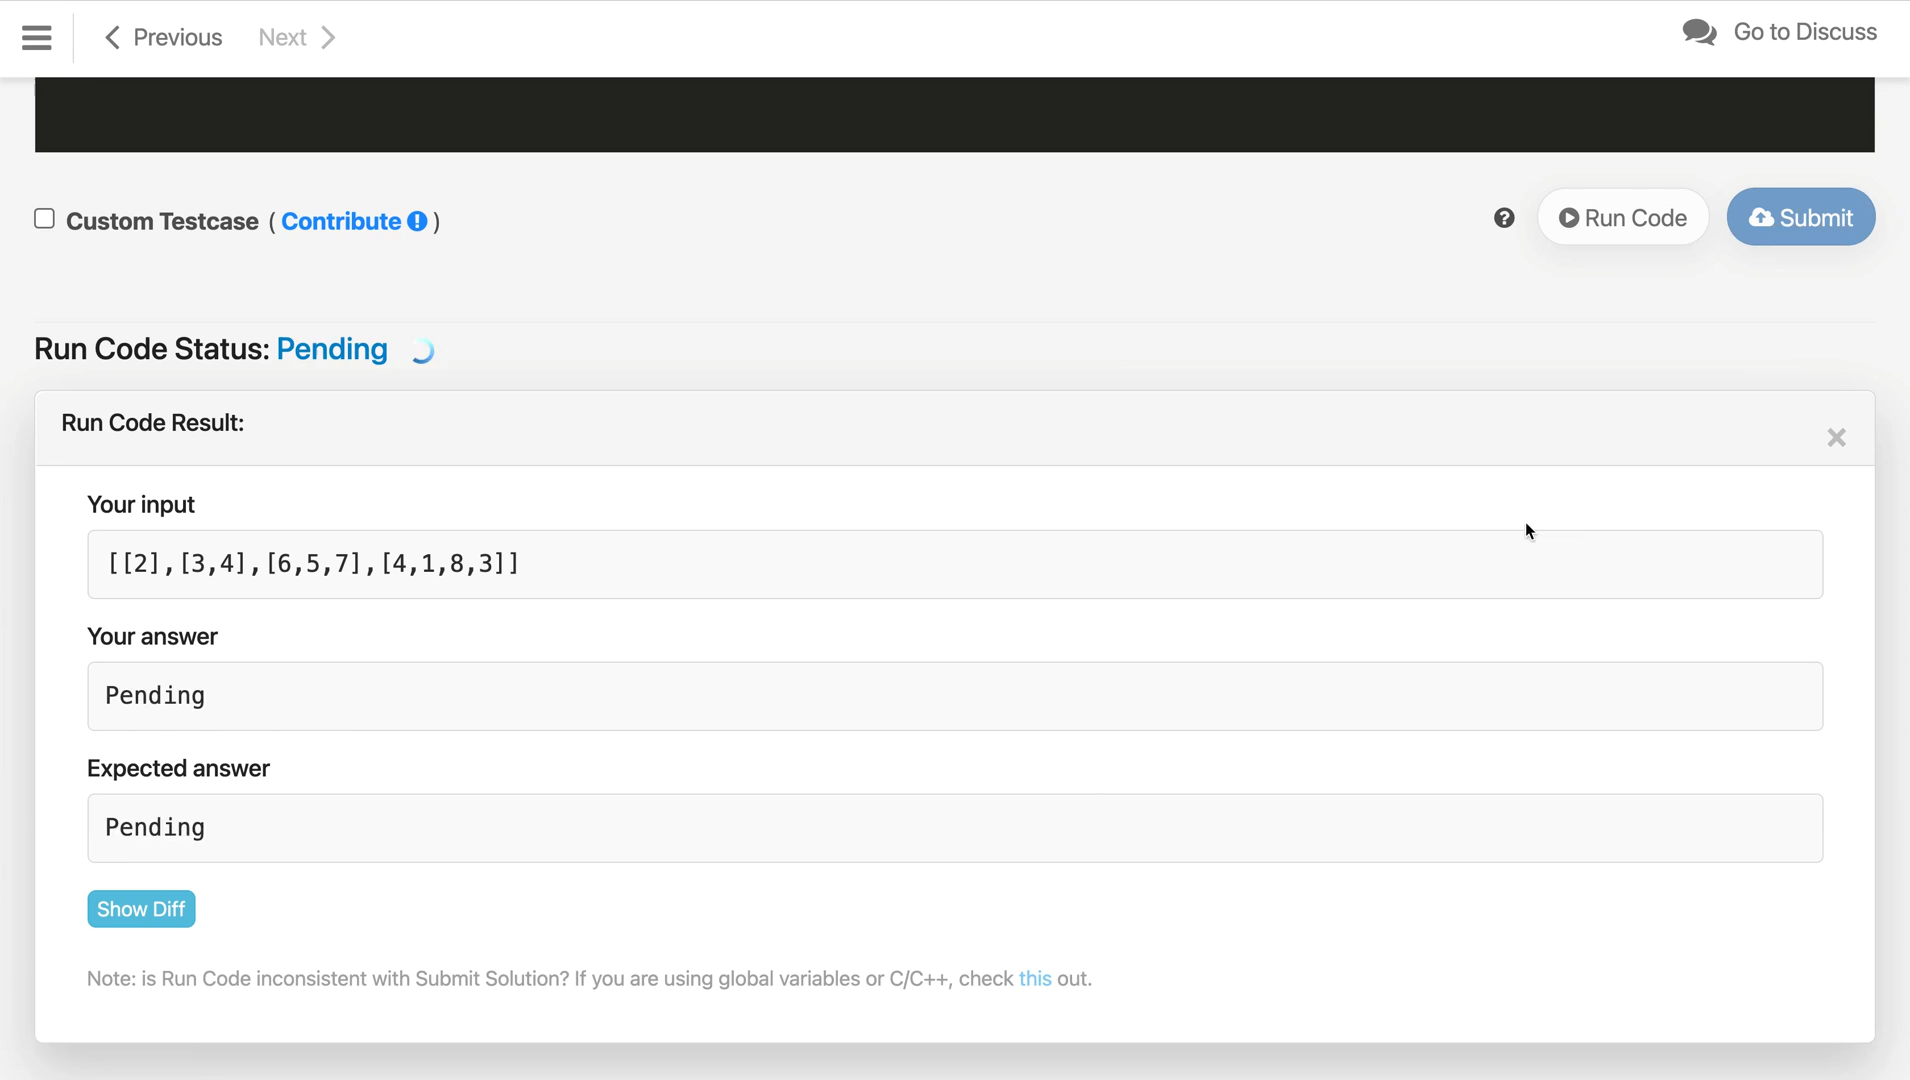 Previous Next Go to Discuss
Custom Testcase ( Contribute ) Run Code Submit
Run Code Status: Pending
Run Code Result:
Your input
[[2],[3,4],[6,5,7],[4,1,8,3]]
Your answer
Pending
Expected answer
Pending
Show Diff
Note: is Run Code inconsistent with Submit Solution? If you are using global variables or C/C++, check this out.